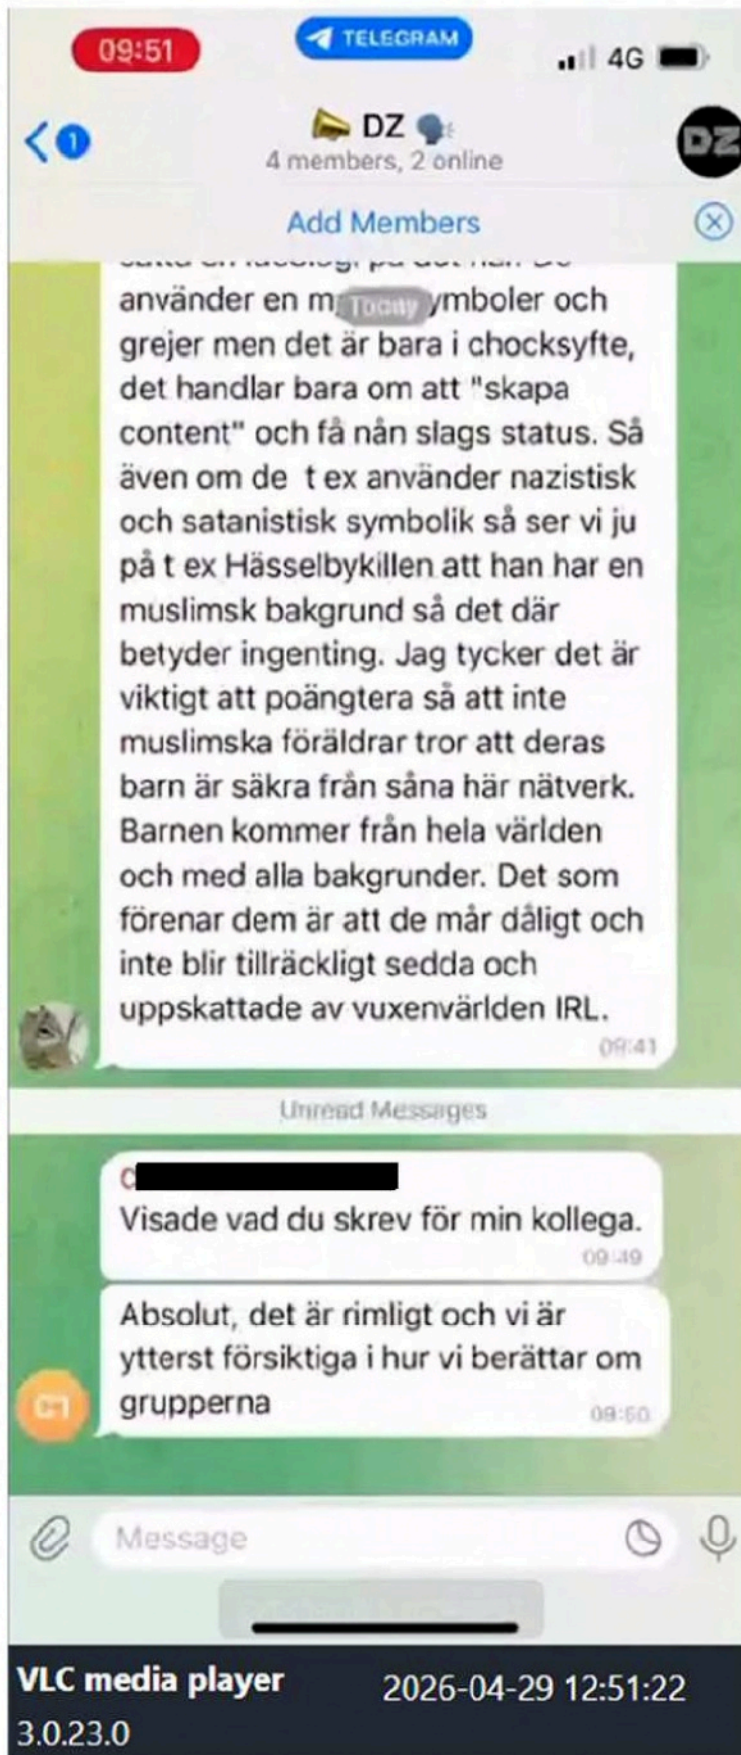 09:51
TELEGRAM
4G
1
DZ
DZ
4 members, 2 online
Add Members
använder en m Today ymboler och
grejer men det är bara i chocksyfte,
det handlar bara om att "skapa
content" och få nån slags status. Så
även om de t ex använder nazistisk
och satanistisk symbolik så ser vi ju
på t ex Hässelbykillen att han har en
muslimsk bakgrund så det där
betyder ingenting. Jag tycker det är
viktigt att poängtera så att inte
muslimska föräldrar tror att deras
barn är säkra från såna här nätverk.
Barnen kommer från hela världen
och med alla bakgrunder. Det som
förenar dem är att de mår dåligt och
inte blir tillräckligt sedda och
uppskattade av vuxenvärlden IRL.
09:41
Unread Messages
Visade vad du skrev för min kollega.
09:49
Absolut, det är rimligt och vi är
ytterst försiktiga i hur vi berättar om
grupperna
09:50
Message
VLC media player
2026-04-29 12:51:22
3.0.23.0